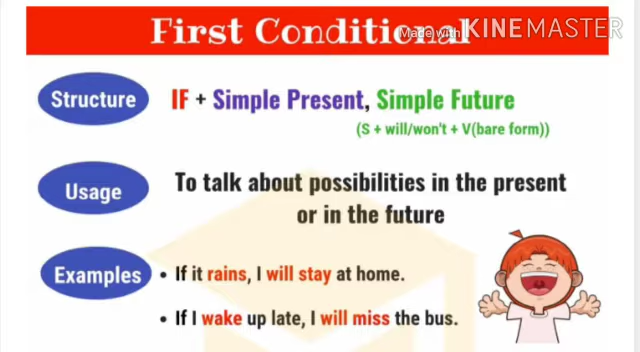 First Conditional
Made with KINEMASTER
Structure
IF + Simple Present, Simple Future
(S + will/won't + V(bare form))
Usage
To talk about possibilities in the present
or in the future
Examples
• If it rains, I will stay at home.
• If I wake up late, I will miss the bus.